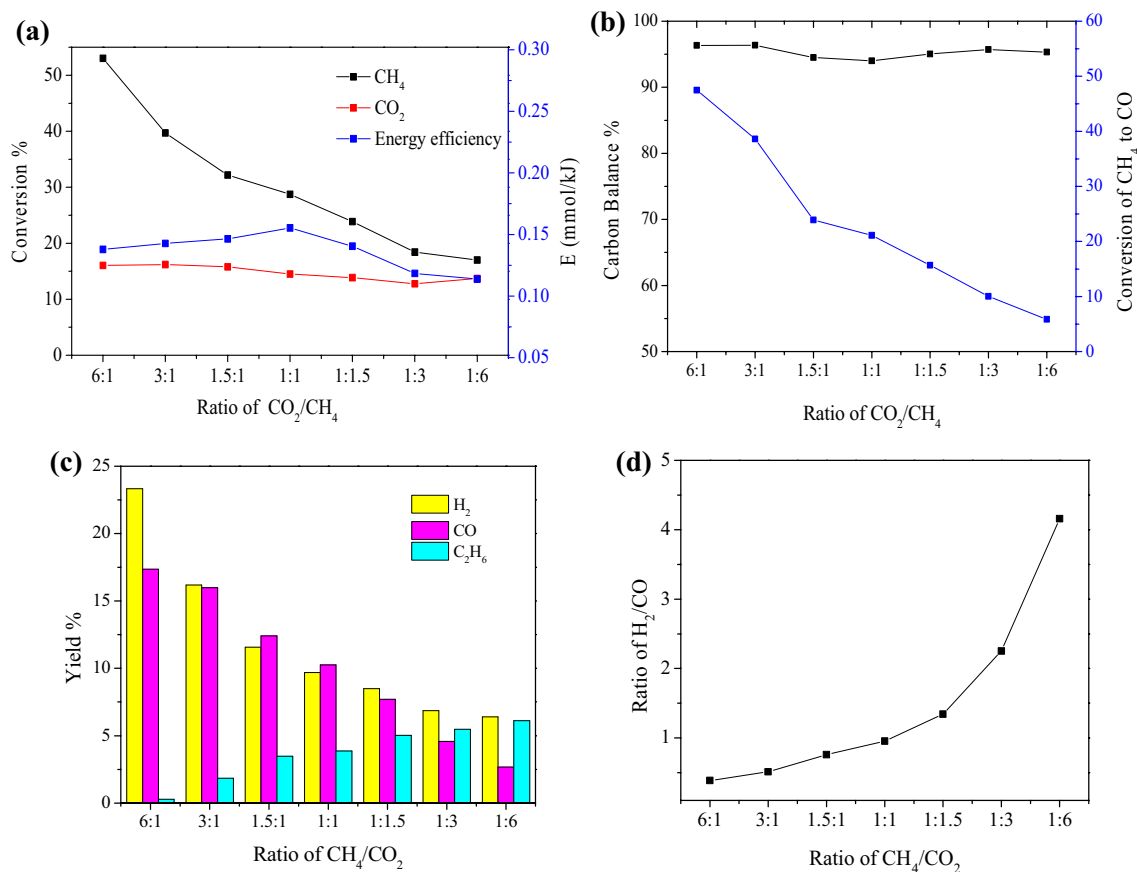 (a)
Conversion %
50
40
30
20
10
0
CH₄
CO₂
Energy efficiency
0.30
0.25
0.20
0.15
0.10
0.05
E (mmol/kJ)
6:1 3:1 1.5:1 1:1 1:1.5 1:3 1:6
Ratio of CO₂/CH₄
(b)
Carbon Balance %
100
90
80
70
60
50
60
50
40
30
20
10
0
Conversion of CH₄ to CO
6:1 3:1 1.5:1 1:1 1:1.5 1:3 1:6
Ratio of CO₂/CH₄
(c)
Yield %
25
20
15
10
5
0
H₂
CO
C₂H₆
6:1 3:1 1.5:1 1:1 1:1.5 1:3 1:6
Ratio of CH₄/CO₂
(d)
Ratio of H₂/CO
5
4
3
2
1
6:1 3:1 1.5:1 1:1 1:1.5 1:3 1:6
Ratio of CH₄/CO₂